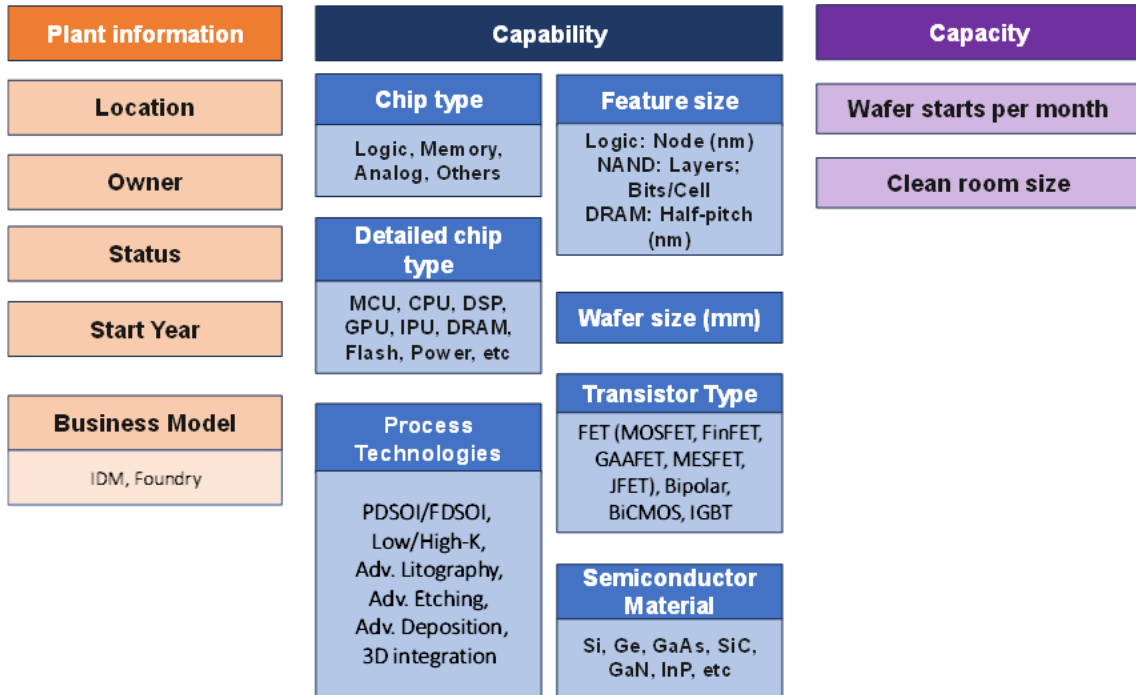 Plant information
Location
Owner
Status
Start Year
Business Model
IDM, Foundry
Capability
Chip type
Logic, Memory,
Analog, Others
Detailed chip
type
MCU, CPU, DSP,
GPU, IPU, DRAM,
Flash, Power, etc
Process
Technologies
PDSOI/FDSOI,
Low/High-K,
Adv. Litography,
Adv. Etching,
Adv. Deposition,
3D integration
Feature size
Logic: Node (nm)
NAND: Layers;
Bits/Cell
DRAM: Half-pitch
(nm)
Wafer size (mm)
Transistor Type
FET (MOSFET, FinFET,
GAAFET, MESFET,
JFET), Bipolar,
BiCMOS, IGBT
Semiconductor
Material
Si, Ge, GaAs, SiC,
GaN, InP, etc
Capacity
Wafer starts per month
Clean room size